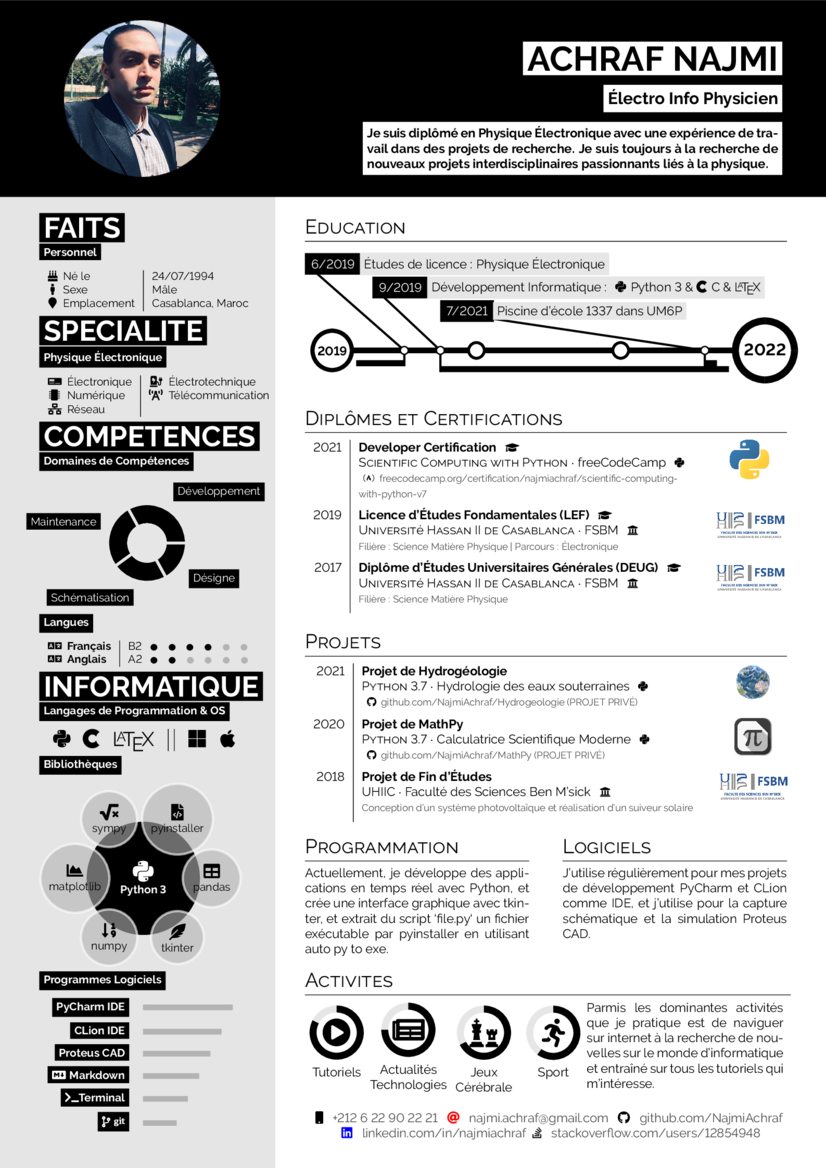 ACHRAF NAJMI
Électro Info Physicien
Je suis diplômé en Physique Électronique avec une expérience de tra-
vail dans des projets de recherche. Je suis toujours à la recherche de
nouveaux projets interdisciplinaires passionnants liés à la physique.
FAITS
Personnel
Né le 24/07/1994
Sexe Mâle
Emplacement Casablanca, Maroc
SPECIALITE
Physique Électronique
Électronique Électrotechnique
Numérique Télécommunication
Réseau
COMPETENCES
Domaines de Compétences
Développement
Maintenance
Désigne
Schématisation
Langues
Français B2
Anglais A2
INFORMATIQUE
Langages de Programmation & OS
LATEX
Bibliothèques
sympy pyinstaller
matplotlib Python 3 pandas
numpy tkinter
Programmes Logiciels
PyCharm IDE
CLion IDE
Proteus CAD
Markdown
Terminal
git
EDUCATION
6/2019 Études de licence : Physique Électronique
9/2019 Développement Informatique : Python 3 & C & LATEX
7/2021 Piscine d'école 1337 dans UM6P
2019 2022
DIPLÔMES ET CERTIFICATIONS
2021 Developer Certification
SCIENTIFIC COMPUTING WITH PYTHON · freeCodeCamp
freecodecamp.org/certification/najmiachraf/scientific-computing-
with-python-v7
2019 Licence d'Études Fondamentales (LEF)
UNIVERSITé HASSAN II DE CASABLANCA · FSBM
Filière : Science Matière Physique | Parcours : Électronique
FSBM
2017 Diplôme d'Études Universitaires Générales (DEUG)
UNIVERSITé HASSAN II DE CASABLANCA · FSBM
Filière : Science Matière Physique
FSBM
PROJETS
2021 Projet de Hydrogéologie
PYTHON 3.7 · Hydrologie des eaux souterraines
github.com/NajmiAchraf/Hydrogeologie (PROJET PRIVÉ)
2020 Projet de MathPy
PYTHON 3.7 · Calculatrice Scientifique Moderne
github.com/NajmiAchraf/MathPy (PROJET PRIVÉ)
π
2018 Projet de Fin d'Études
UHIIC · Faculté des Sciences Ben M'sick
Conception d'un système photovoltaïque et réalisation d'un suiveur solaire
FSBM
PROGRAMMATION
Actuellement, je développe des appli-
cations en temps réel avec Python, et
crée une interface graphique avec tkin-
ter, et extrait du script 'file.py' un fichier
exécutable par pyinstaller en utilisant
auto py to exe.
LOGICIELS
J'utilise régulièrement pour mes projets
de développement PyCharm et CLion
comme IDE, et j'utilise pour la capture
schématique et la simulation Proteus
CAD.
ACTIVITES
Tutoriels
Actualités
Technologies
Jeux
Cérébrale
Sport
Parmis les dominantes activités
que je pratique est de naviguer
sur internet à la recherche de nou-
velles sur le monde d'informatique
et entraîné sur tous les tutoriels qui
m'intéresse.
+212 6 22 90 22 21 najmi.achraf@gmail.com github.com/NajmiAchraf
linkedin.com/in/najmiachraf stackoverflow.com/users/12854948